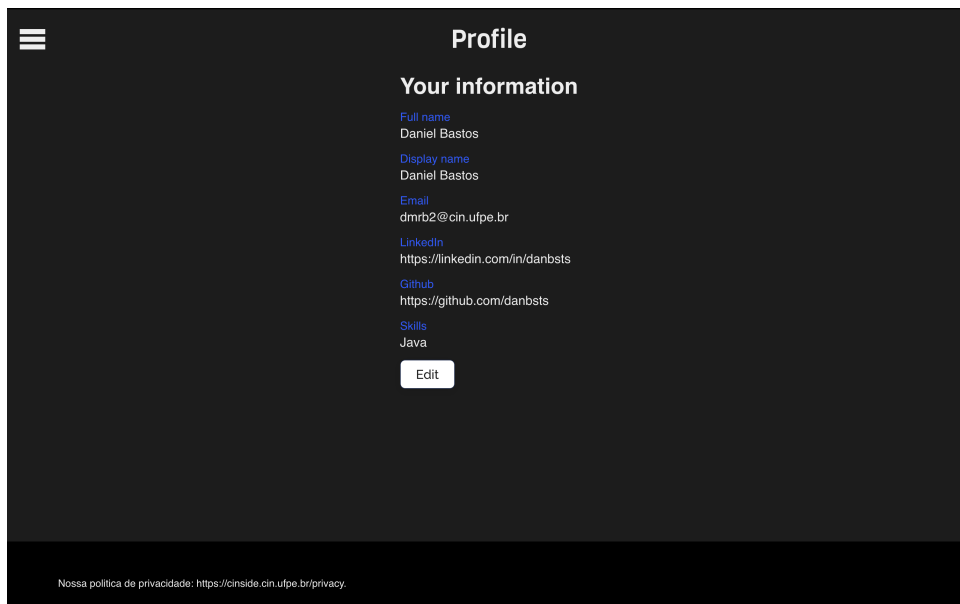 Profile
Your information
Full name
Daniel Bastos
Display name
Daniel Bastos
Email
dmrb2@cin.ufpe.br
LinkedIn
https://linkedin.com/in/danbsts
Github
https://github.com/danbsts
Skills
Java
Edit
Nossa politica de privacidade: https://cinside.cin.ufpe.br/privacy.